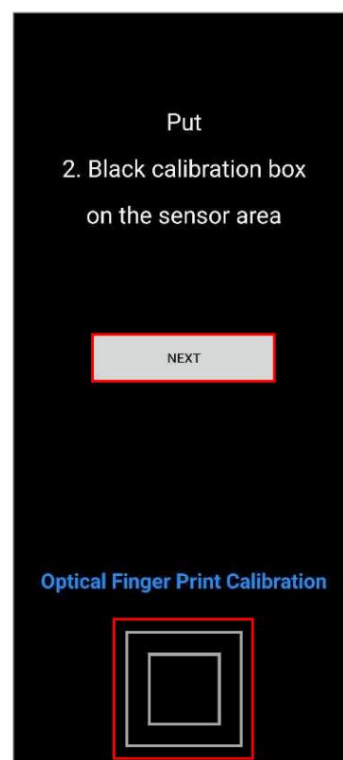 Put
2. Black calibration box
on the sensor area
NEXT
Optical Finger Print Calibration